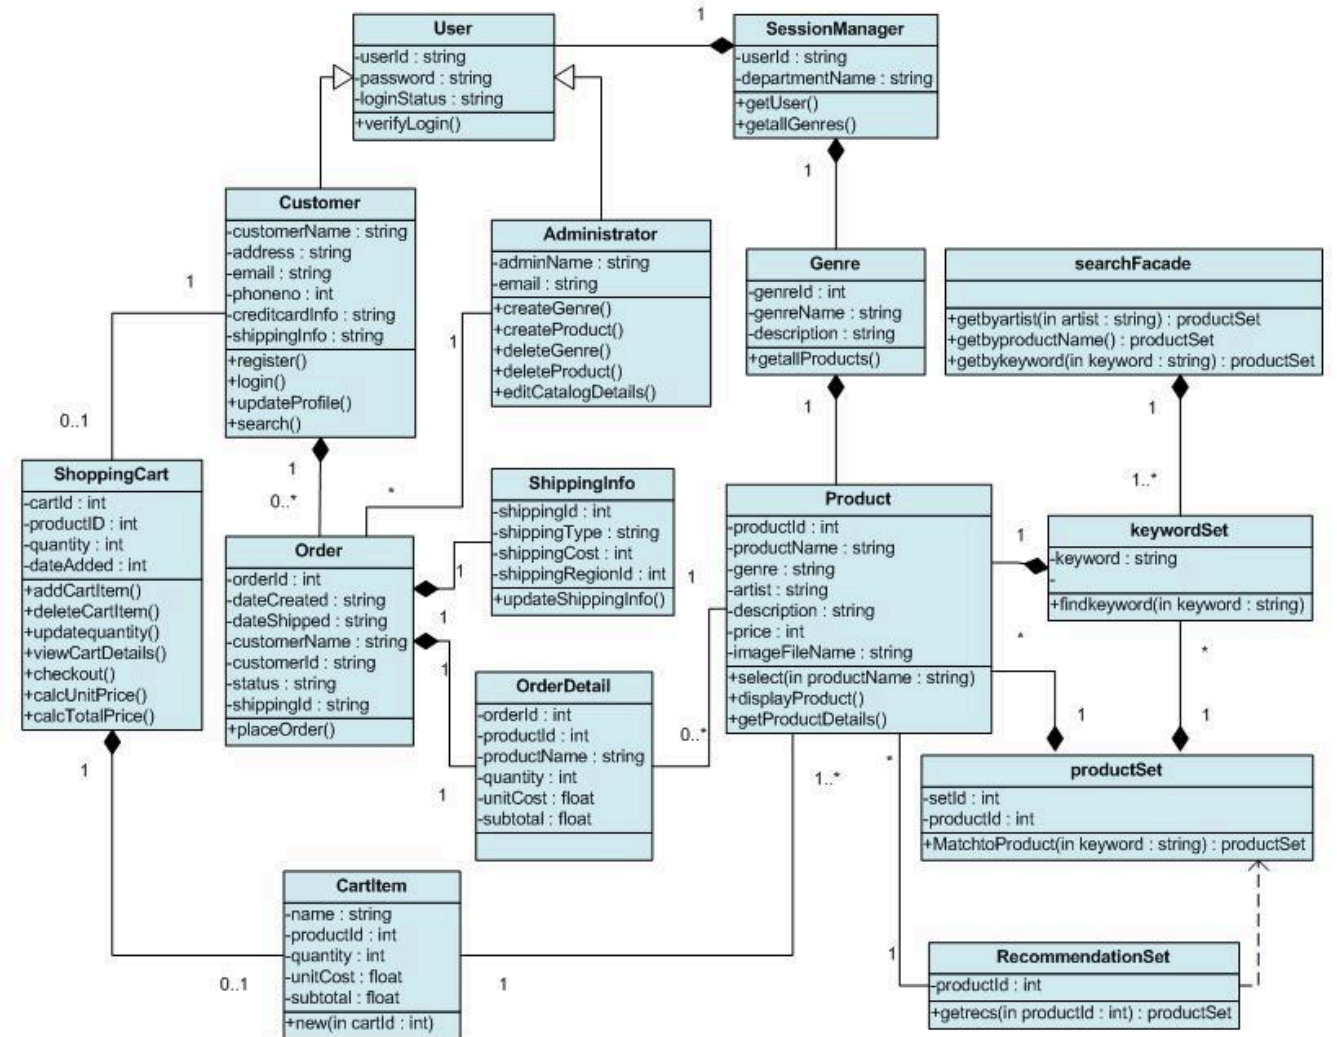 User
-userId : string
-password : string
-loginStatus : string
+verifyLogin()
1
SessionManager
-userId : string
-departmentName : string
+getUser()
+getallGenres()
1
Customer
-customerName : string
-address : string
-email : string
-phoneno : int
-creditcardInfo : string
-shippingInfo : string
+register()
+login()
+updateProfile()
+search()
1
0..1
1
0..*
Administrator
-adminName : string
-email : string
+createGenre()
+createProduct()
+deleteGenre()
+deleteProduct()
+editCatalogDetails()
1
*
Genre
-genreId : int
-genreName : string
-description : string
+getallProducts()
1
searchFacade
+getbyartist(in artist : string) : productSet
+getbyproductName() : productSet
+getbykeyword(in keyword : string) : productSet
1
1..*
ShoppingCart
-cartId : int
-productID : int
-quantity : int
-dateAdded : int
+addCartItem()
+deleteCartItem()
+updatequantity()
+viewCartDetails()
+checkout()
+calcUnitPrice()
+calcTotalPrice()
1
0..1
Order
-orderId : int
-dateCreated : string
-dateShipped : string
-customerName : string
-customerId : string
-status : string
-shippingId : string
+placeOrder()
1
1
1
1
ShippingInfo
-shippingId : int
-shippingType : string
-shippingCost : int
-shippingRegionId : int
+updateShippingInfo()
OrderDetail
-orderId : int
-productId : int
-productName : string
-quantity : int
-unitCost : float
-subtotal : float
1
0..*
Product
-productId : int
-productName : string
-genre : string
-artist : string
-description : string
-price : int
-imageFileName : string
+select(in productName : string)
+displayProduct()
+getProductDetails()
1
*
1..*
*
keywordSet
-keyword : string
-
+findkeyword(in keyword : string)
*
1
1
productSet
-setId : int
-productId : int
+MatchtoProduct(in keyword : string) : productSet
CartItem
-name : string
-productId : int
-quantity : int
-unitCost : float
-subtotal : float
+new(in cartId : int)
1
1
RecommendationSet
-productId : int
+getrecs(in productId : int) : productSet